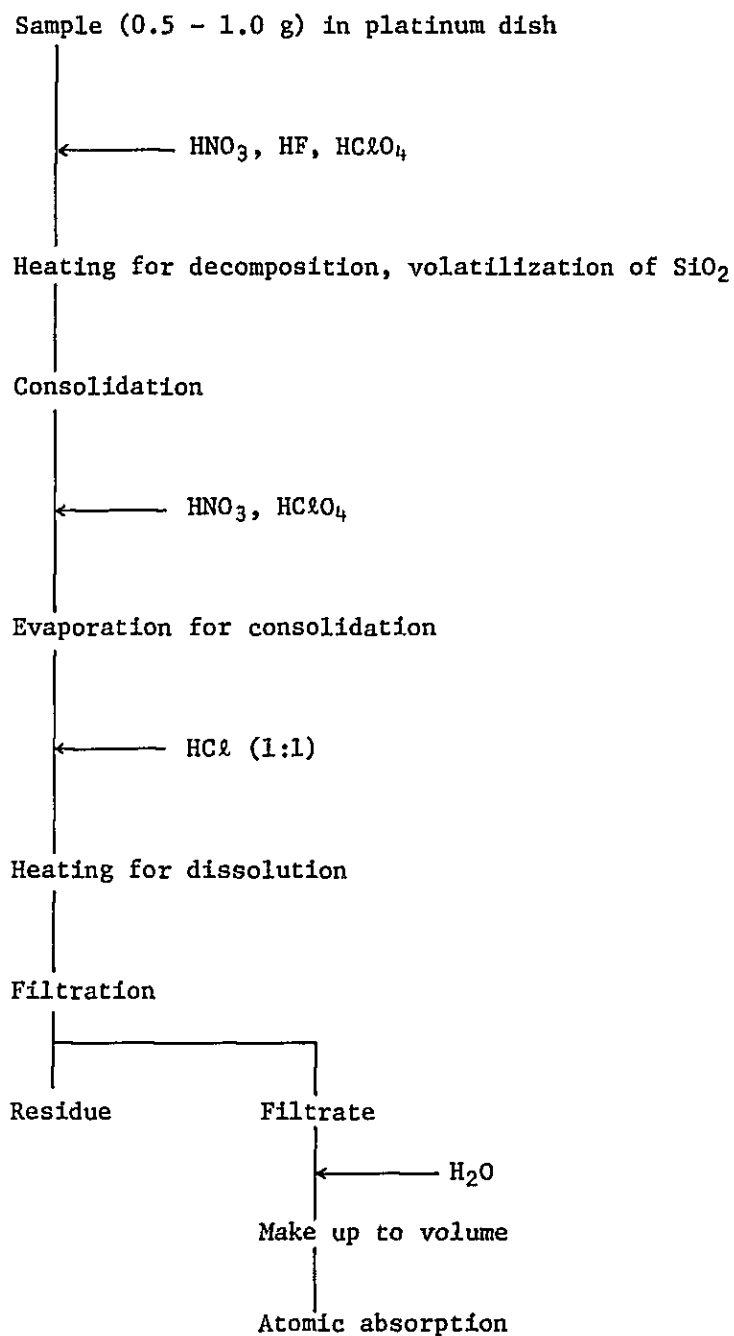 Sample (0.5 - 1.0 g) in platinum dish
HNO₃, HF, HCℓO₄
Heating for decomposition, volatilization of SiO₂
Consolidation
HNO₃, HCℓO₄
Evaporation for consolidation
HCℓ (1:1)
Heating for dissolution
Filtration
Residue Filtrate
H₂O
Make up to volume
Atomic absorption